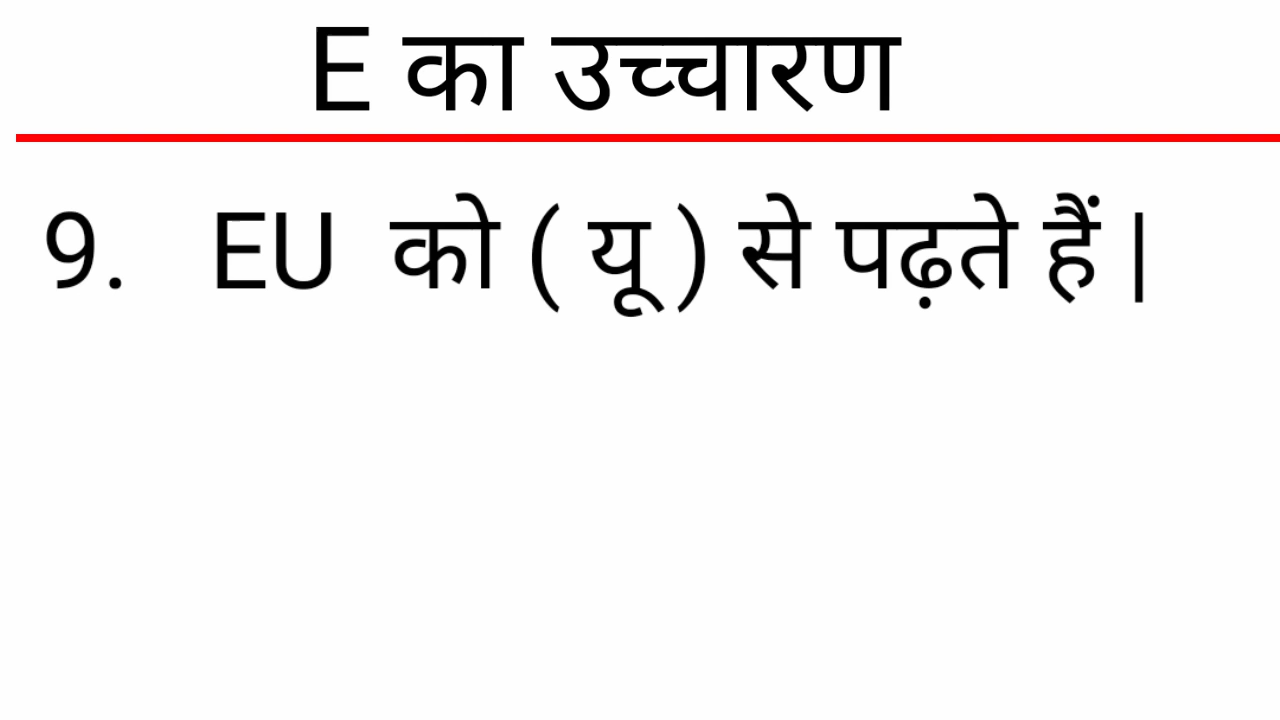 E का उच्चारण
9. EU को ( यू ) से पढ़ते हैं |